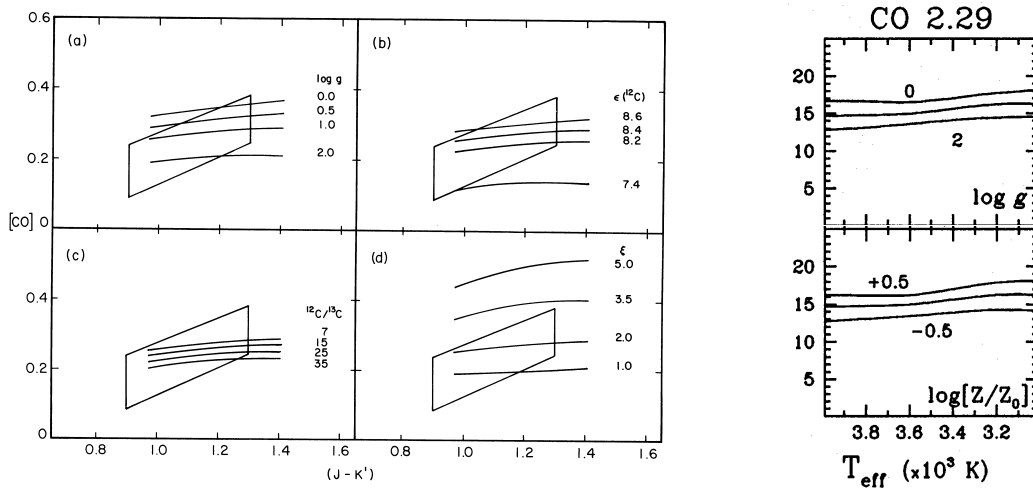 0.6
(a)
log g
0.0
0.5
1.0
2.0
0.4
0.2
[CO] 0
(b)
ϵ(¹²C)
8.6
8.4
8.2
7.4
(c)
¹²C/¹³C
7
15
25
35
0.4
0.2
0
(d)
ξ
5.0
3.5
2.0
1.0
0.8 1.0 1.2 1.4 1.6 0.8 1.0 1.2 1.4 1.6
(J–K')
CO 2.29
20
15
10
5
0
2
log g
20
15
10
5
+0.5
−0.5
log[Z/Z₀]
3.8 3.6 3.4 3.2
T_eff (×10³ K)